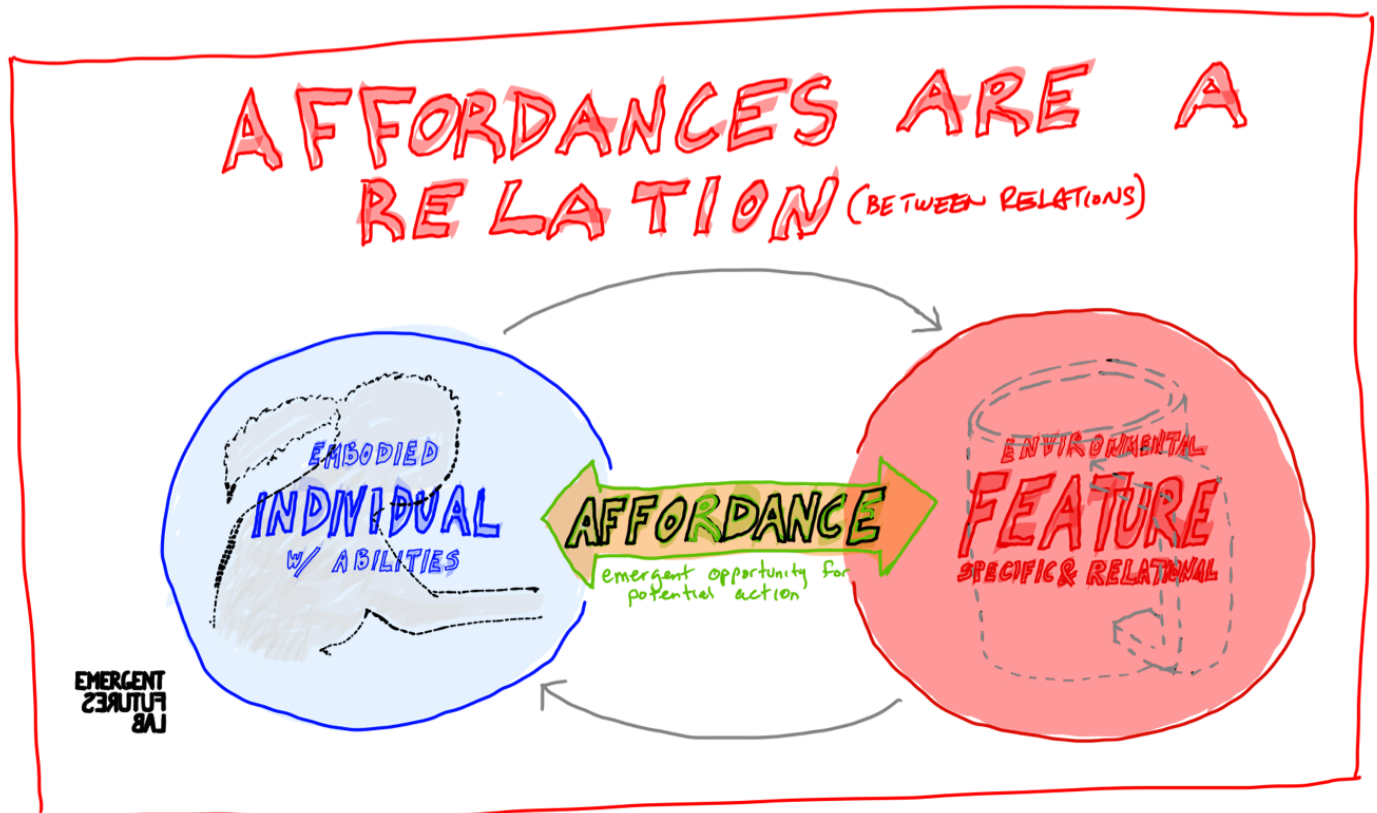 AFFORDANCES ARE A
RELATION (BETWEEN RELATIONS)
EMBODIED
INDIVIDUAL
W/ ABILITIES
AFFORDANCE
emergent opportunity for
potential action
ENVIRONMENTAL
FEATURE
SPECIFIC & RELATIONAL
EMERGENT
FUTURES
LAB